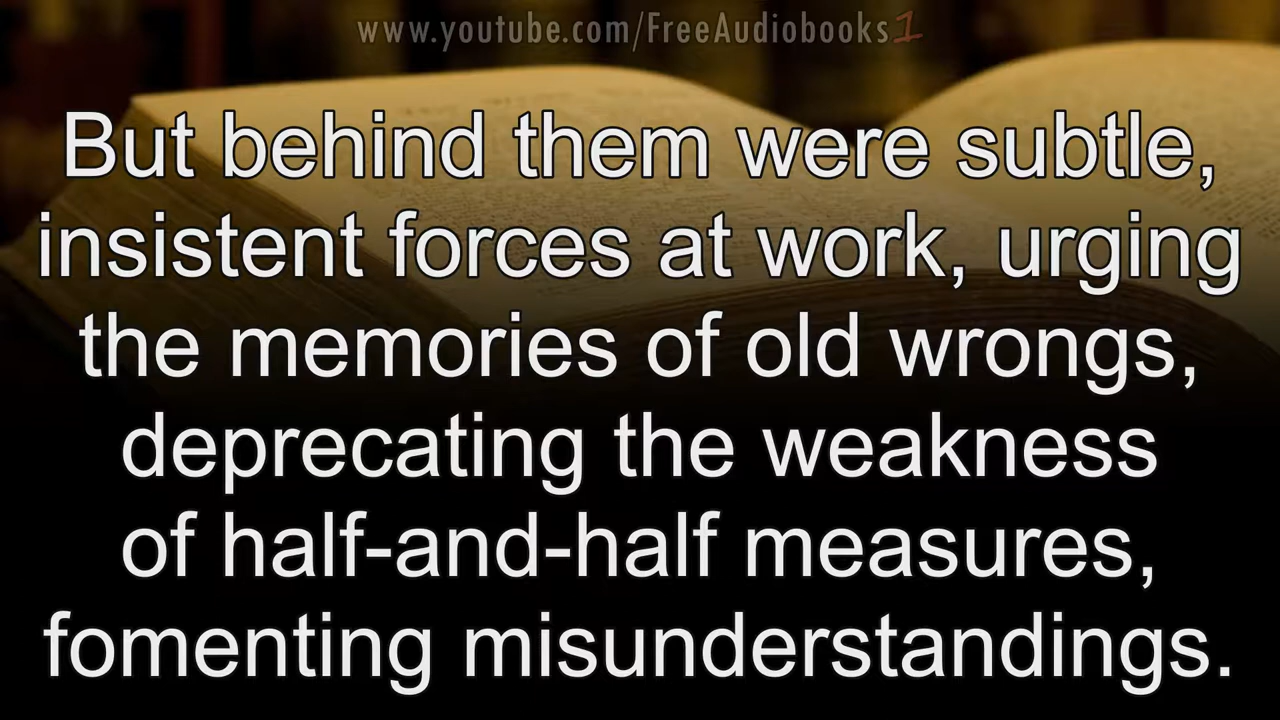 www.youtube.com/FreeAudiobooks1
But behind them were subtle,
insistent forces at work, urging
the memories of old wrongs,
deprecating the weakness
of half-and-half measures,
fomenting misunderstandings.